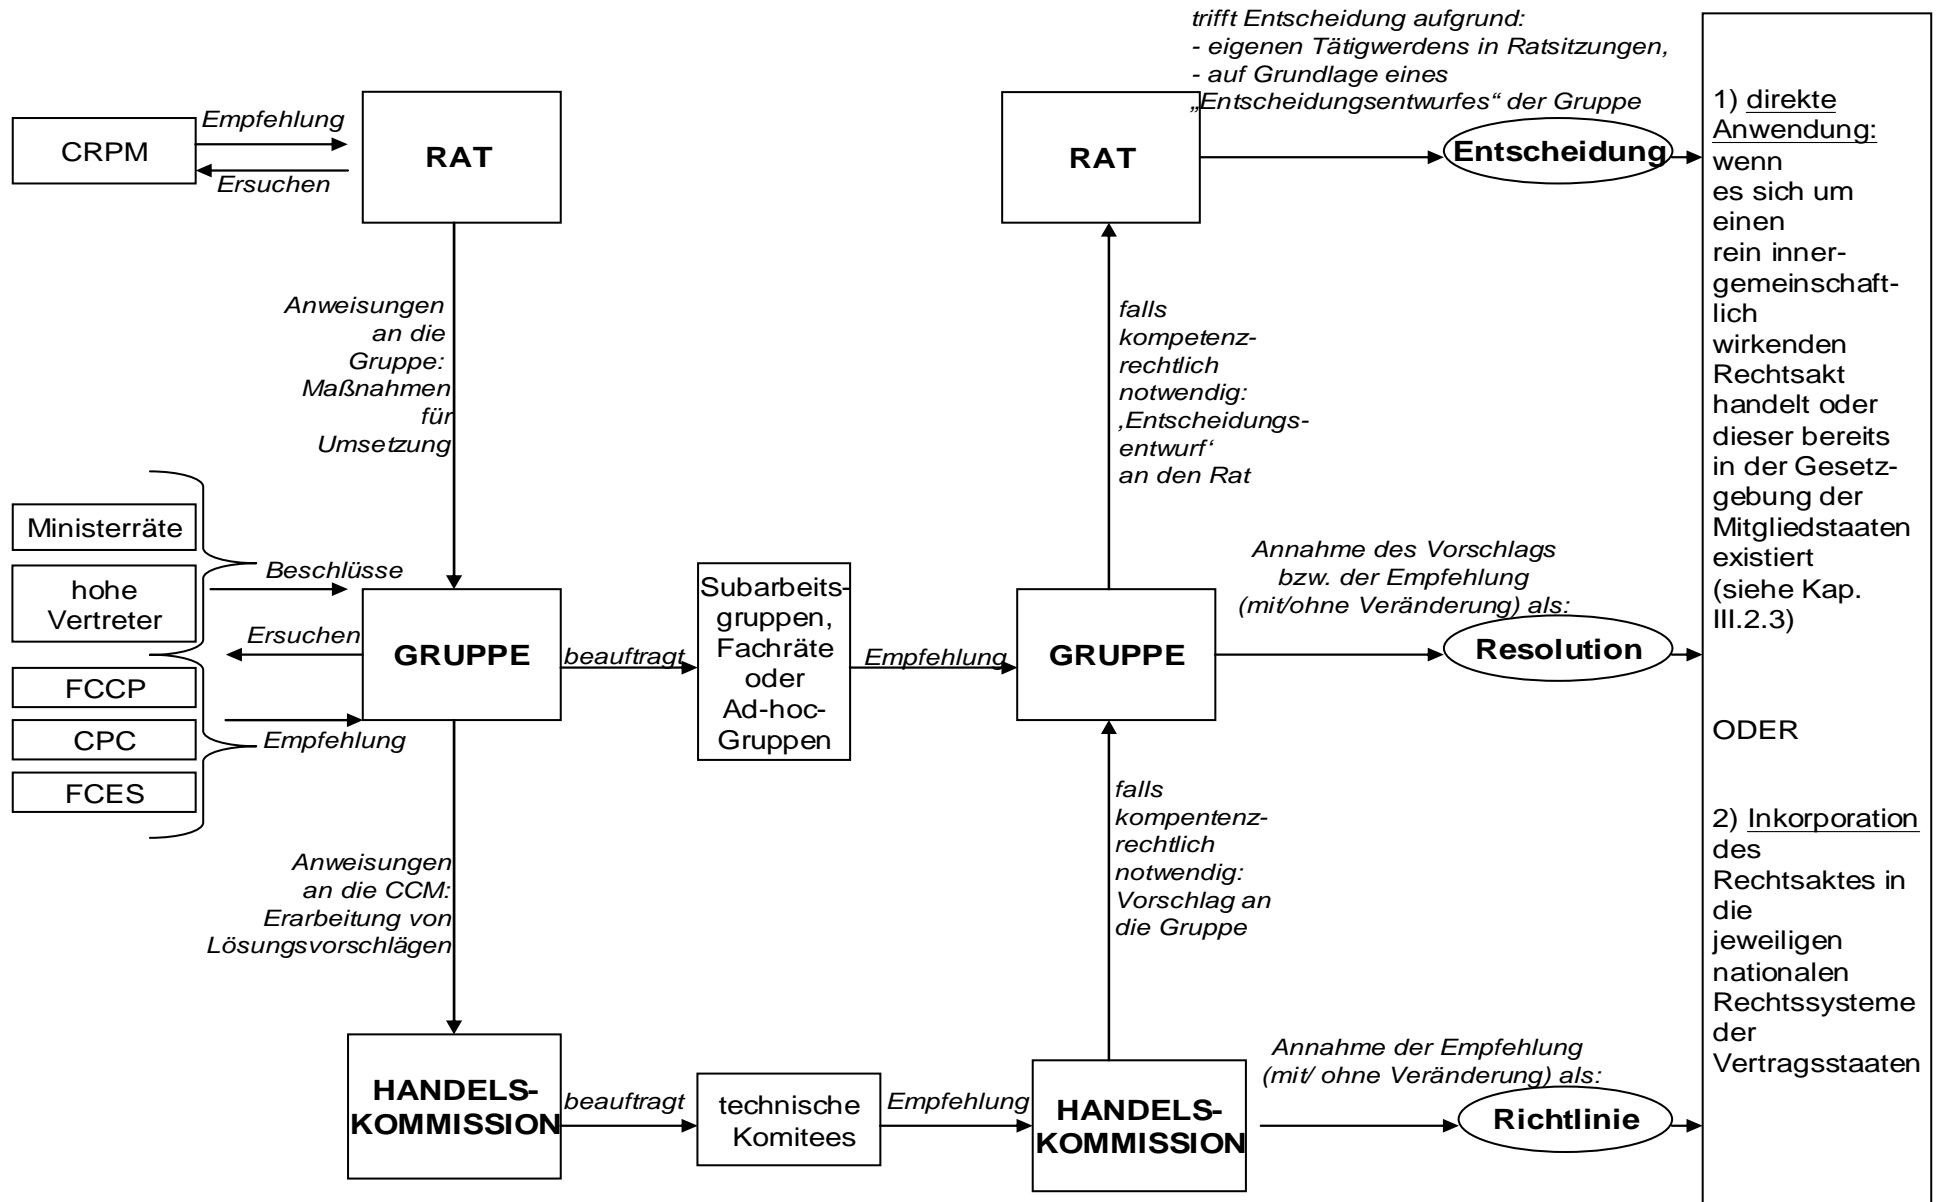 trifft Entscheidung aufgrund:
- eigenen Tätigwerdens in Ratsitzungen,
- auf Grundlage eines
„Entscheidungsentwurfes“ der Gruppe
CRPM
Empfehlung
Ersuchen
RAT
RAT
Entscheidung
Anweisungen
an die
Gruppe:
Maßnahmen
für
Umsetzung
falls
kompetenz-
rechtlich
notwendig:
‚Entscheidungs-
entwurf‘
an den Rat
Ministerräte
hohe
Vertreter
FCCP
CPC
FCES
Beschlüsse
Ersuchen
Empfehlung
GRUPPE
beauftragt
Subarbeits-
gruppen,
Fachräte
oder
Ad-hoc-
Gruppen
Empfehlung
GRUPPE
Annahme des Vorschlags
bzw. der Empfehlung
(mit/ohne Veränderung) als:
Resolution
Anweisungen
an die CCM:
Erarbeitung von
Lösungsvorschlägen
falls
kompentenz-
rechtlich
notwendig:
Vorschlag an
die Gruppe
HANDELS-
KOMMISSION
beauftragt
technische
Komitees
Empfehlung
HANDELS-
KOMMISSION
Annahme der Empfehlung
(mit/ ohne Veränderung) als:
Richtlinie
1) direkte
Anwendung:
wenn
es sich um
einen
rein inner-
gemeinschaft-
lich
wirkenden
Rechtsakt
handelt oder
dieser bereits
in der Gesetz-
gebung der
Mitgliedstaaten
existiert
(siehe Kap.
III.2.3)
ODER
2) Inkorporation
des
Rechtsaktes in
die
jeweiligen
nationalen
Rechtssysteme
der
Vertragsstaaten